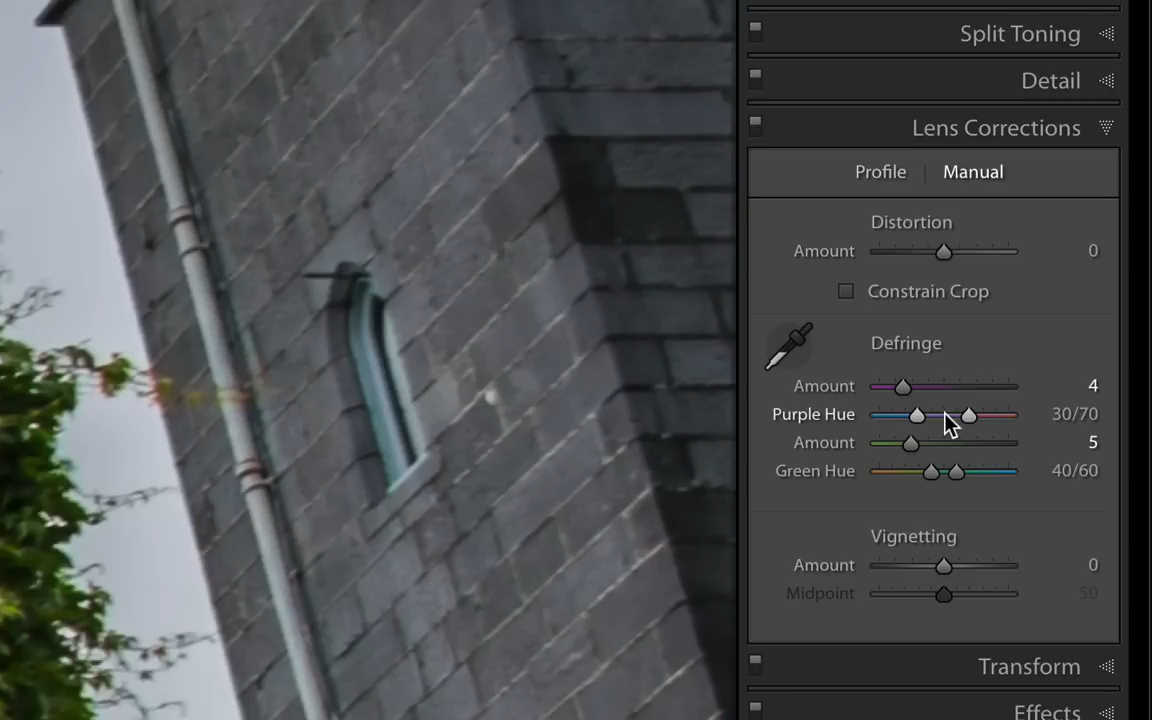 Split Toning
Detail
Lens Corrections
Profile | Manual
Distortion
Amount 0
Constrain Crop
Defringe
Amount 4
Purple Hue 30/70
Amount 5
Green Hue 40/60
Vignetting
Amount 0
Midpoint 50
Transform
Effects